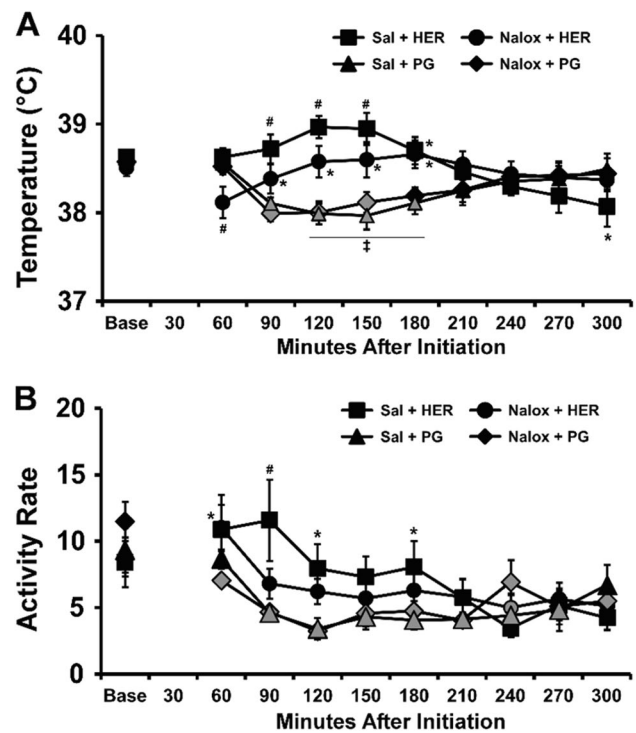 A
Temperature (°C)
40
39
38
37
Sal + HER
Nalox + HER
Sal + PG
Nalox + PG
#
#
#
*
*
*
*
*
#
‡
*
Base 30 60 90 120 150 180 210 240 270 300
Minutes After Initiation
B
Activity Rate
20
15
10
5
0
Sal + HER
Nalox + HER
Sal + PG
Nalox + PG
#
*
*
*
Base 30 60 90 120 150 180 210 240 270 300
Minutes After Initiation